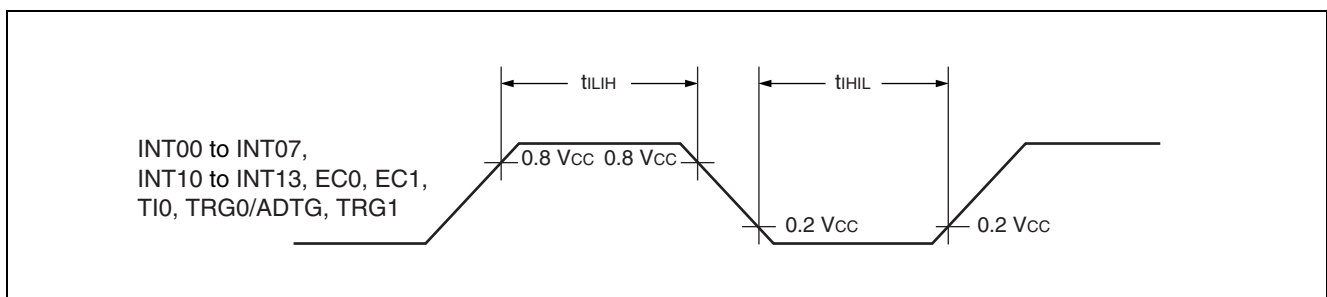 tILIH
tIHIL
INT00 to INT07,
INT10 to INT13, EC0, EC1,
TI0, TRG0/ADTG, TRG1
0.8 VCC 0.8 VCC
0.2 VCC
0.2 VCC